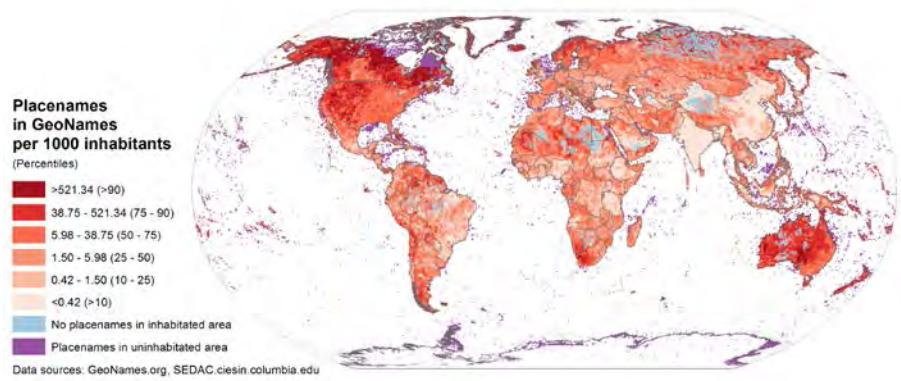 Placenames
in GeoNames
per 1000 inhabitants
(Percentiles)
>521.34 (>90)
38.75 - 521.34 (75 - 90)
5.98 - 38.75 (50 - 75)
1.50 - 5.98 (25 - 50)
0.42 - 1.50 (10 - 25)
<0.42 (>10)
No placenames in inhabitated area
Placenames in uninhabitated area
Data sources: GeoNames.org, SEDAC.ciesin.columbia.edu